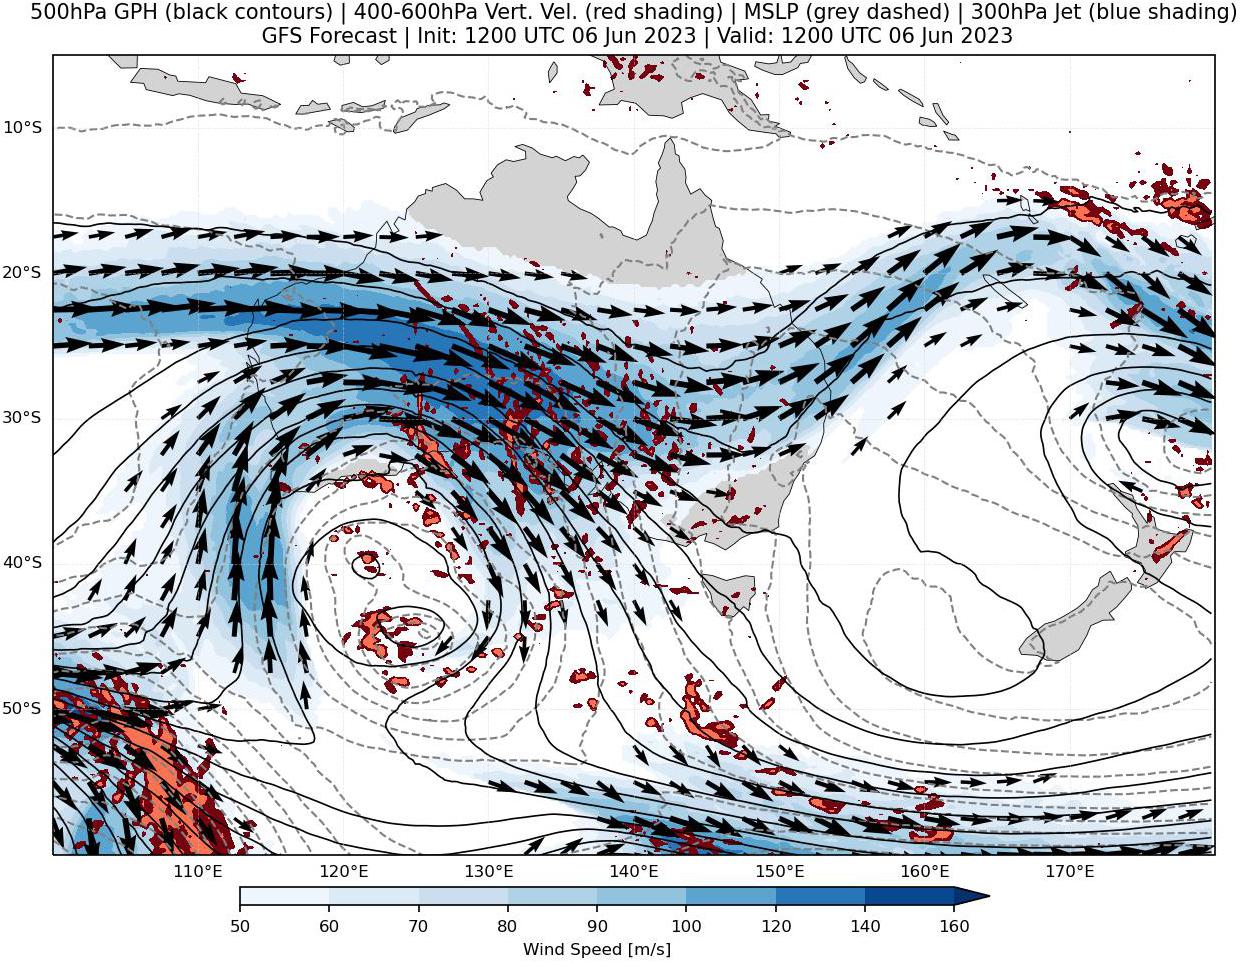 500hPa GPH (black contours) | 400-600hPa Vert. Vel. (red shading) | MSLP (grey dashed) | 300hPa Jet (blue shading)
GFS Forecast | Init: 1200 UTC 06 Jun 2023 | Valid: 1200 UTC 06 Jun 2023
10°S
20°S
30°S
40°S
50°S
110°E 120°E 130°E 140°E 150°E 160°E 170°E
50 60 70 80 90 100 120 140 160
Wind Speed [m/s]